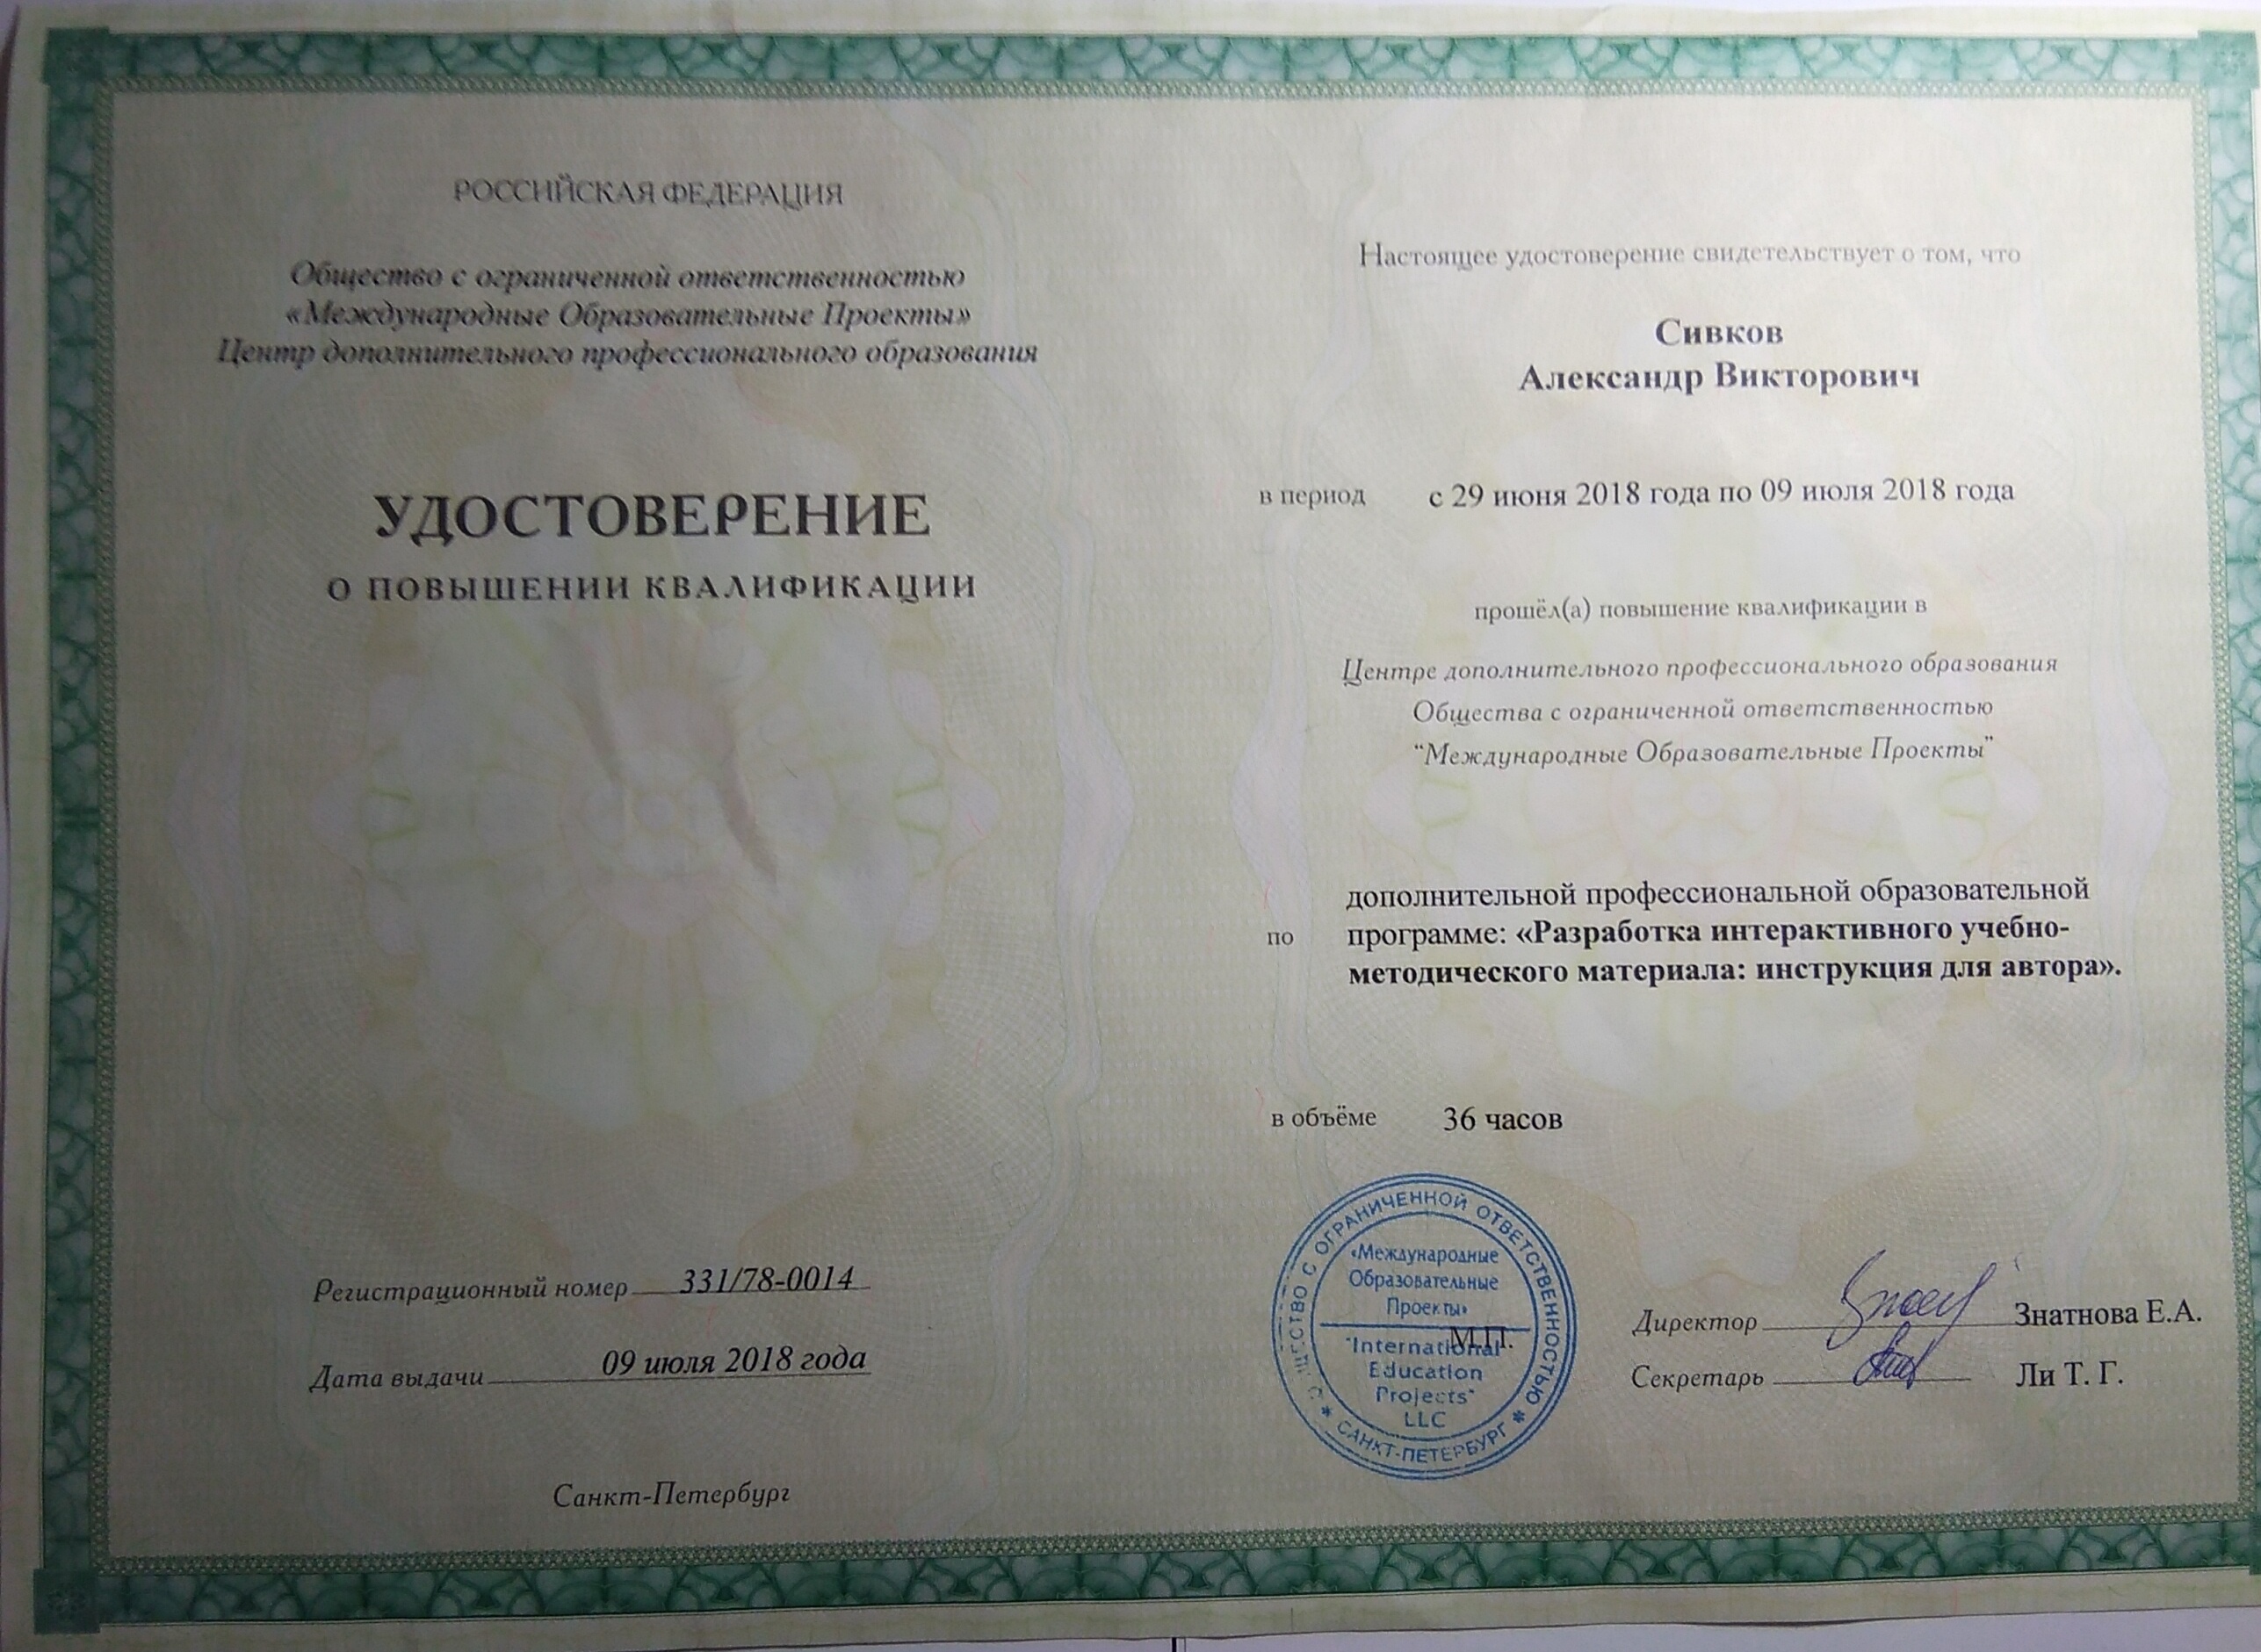 РОССИЙСКАЯ ФЕДЕРАЦИЯ
Общество с ограниченной ответственностью
«Международные Образовательные Проекты»
Центр дополнительного профессионального образования
УДОСТОВЕРЕНИЕ
О ПОВЫШЕНИИ КВАЛИФИКАЦИИ
Регистрационный номер 331/78-0014
Дата выдачи 09 июля 2018 года
Санкт-Петербург
Настоящее удостоверение свидетельствует о том, что
Сивков
Александр Викторович
в период с 29 июня 2018 года по 09 июля 2018 года
прошёл(а) повышение квалификации в
Центре дополнительного профессионального образования
Общества с ограниченной ответственностью
“Международные Образовательные Проекты”
дополнительной профессиональной образовательной
по программе: «Разработка интерактивного учебно-
методического материала: инструкция для автора».
в объёме 36 часов
ОБЩЕСТВО С ОГРАНИЧЕННОЙ ОТВЕТСТВЕННОСТЬЮ
«Международные
Образовательные
Проекты»
М.П.
"International
Education
Projects"
LLC
* САНКТ-ПЕТЕРБУРГ *
Директор Знатнова Е.А.
Секретарь Ли Т. Г.